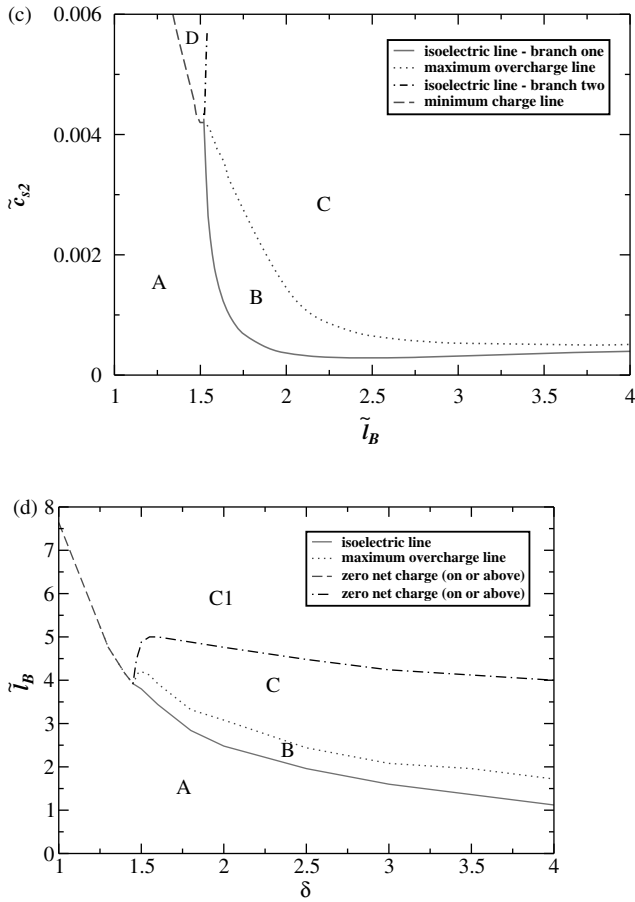 (c)
0.006
0.004
0.002
0
c̃s2
D
A
B
C
isoelectric line - branch one
maximum overcharge line
isoelectric line - branch two
minimum charge line
1 1.5 2 2.5 3 3.5 4
l̃B
(d)
8
7
6
5
4
3
2
1
0
l̃B
isoelectric line
maximum overcharge line
zero net charge (on or above)
zero net charge (on or above)
C1
C
B
A
1 1.5 2 2.5 3 3.5 4
δ